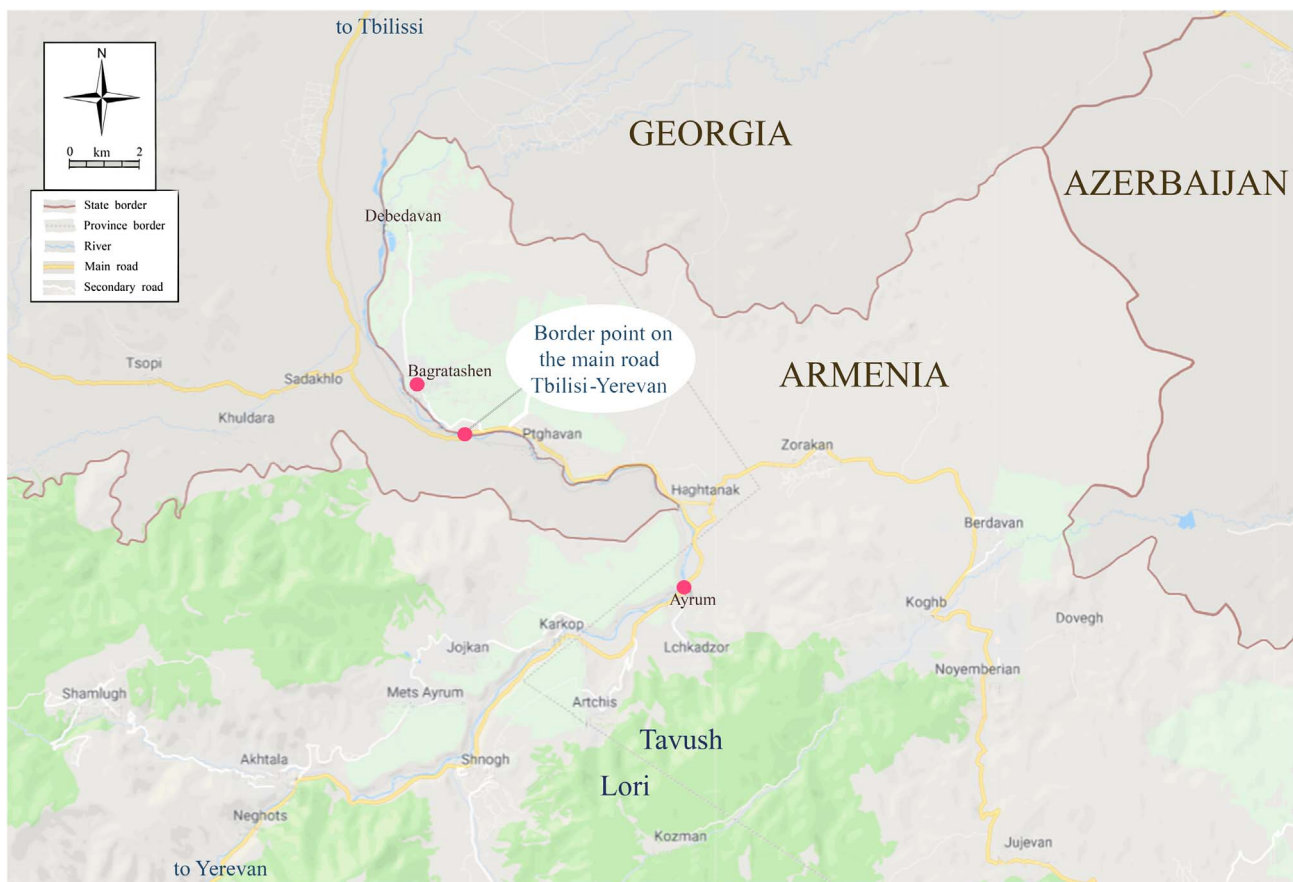 to Tbilissi
N
0 km 2
State border
Province border
River
Main road
Secondary road
GEORGIA
AZERBAIJAN
Debedavan
Border point on
the main road
Tbilisi-Yerevan
Tsopi
Sadakhlo
Bagratashen
ARMENIA
Khuldara
Ptghavan
Zorakan
Haghtanak
Berdavan
Ayrum
Koghb
Dovegh
Karkop
Jojkan
Lchkadzor
Noyemberian
Shamlugh
Mets Ayrum
Artchis
Tavush
Akhtala
Shnogh
Lori
Neghots
Kozman
Jujevan
to Yerevan